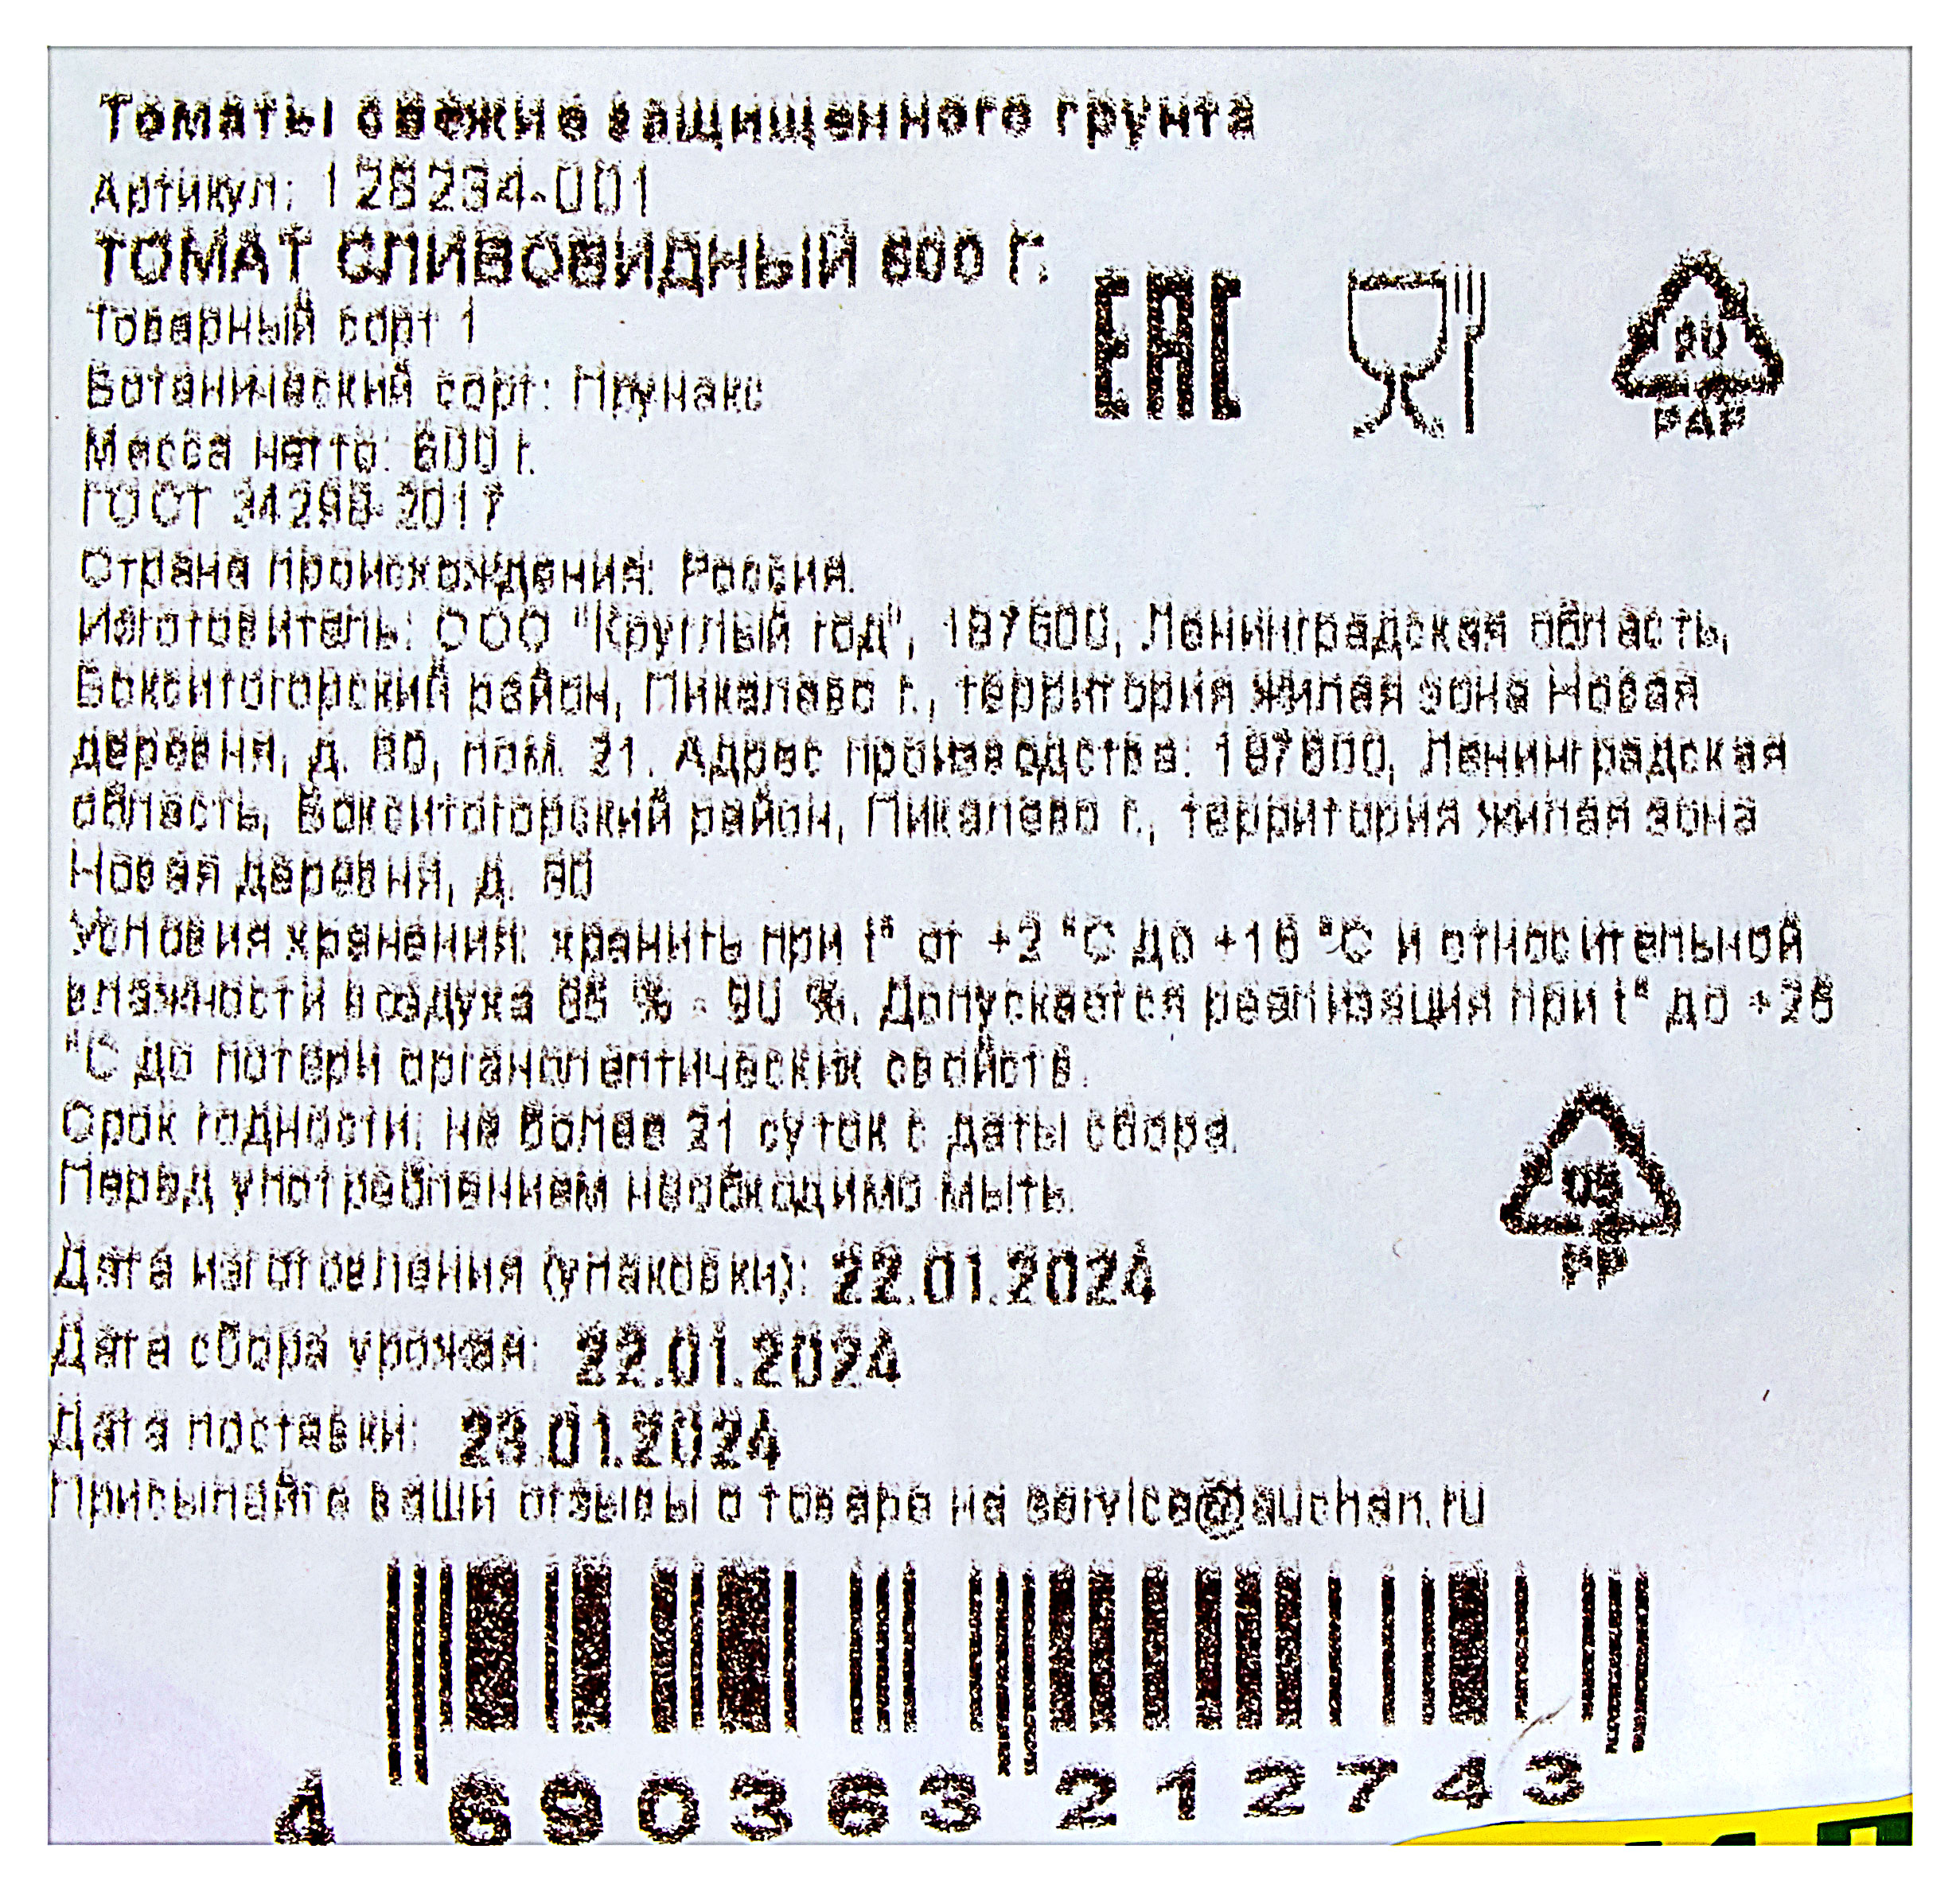 Томаты свежие защищенного грунта
Артикул: 128234-001
ТОМАТ СЛИВОВИДНЫЙ 600 Г.
Товарный сорт 1
Ботанический сорт: Прунакс
Масса нетто: 600 г.
ГОСТ 34298-2017
Страна происхождения: Россия.
Изготовитель: ООО "Круглый год", 187600, Ленинградская область,
Бокситогорский район, Пикалево г., территория жилая зона Новая
деревня, д. 80, пом. 21. Адрес производства: 187600, Ленинградская
область, Бокситогорский район, Пикалево г., территория жилая зона
Новая деревня, д. 80
Условия хранения: хранить при t° от +2 °C до +16 °C и относительной
влажности воздуха 85 % - 90 %. Допускается реализация при t° до +28
°C до потери органолептических свойств.
Срок годности: не более 21 суток с даты сбора.
Перед употреблением необходимо мыть.
Дата изготовления (упаковки): 22.01.2024
Дата сбора урожая: 22.01.2024
Дата поставки: 23.01.2024
Присылайте ваши отзывы о товаре на service@auchan.ru
EAC
PAP
05
PP
4 690363 212743